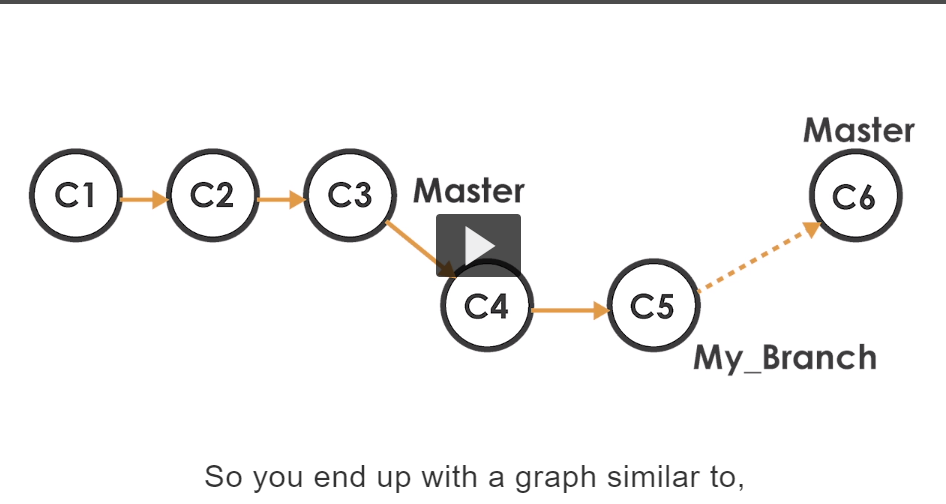 Master
C1
C2
C3
Master
C6
C4
C5
My_Branch
So you end up with a graph similar to,